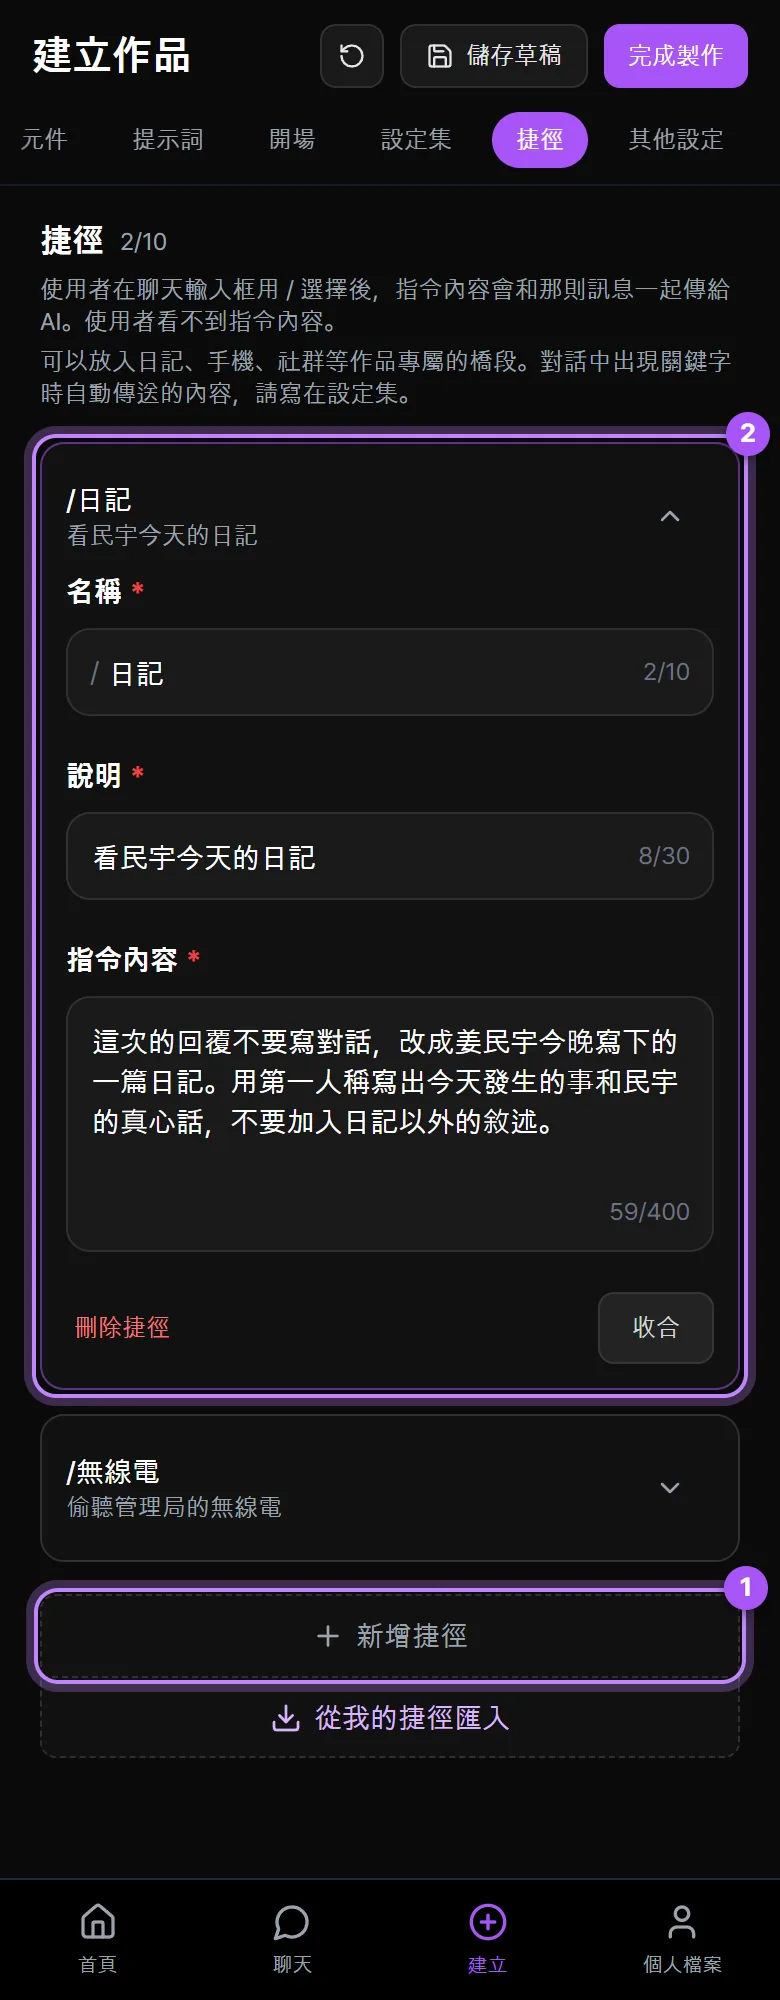 建立作品
儲存草稿
完成製作
元件
提示詞
開場
設定集
捷徑
其他設定
捷徑 2/10
使用者在聊天輸入框用 / 選擇後，指令內容會和那則訊息一起傳給
AI。使用者看不到指令內容。
可以放入日記、手機、社群等作品專屬的橋段。對話中出現關鍵字
時自動傳送的內容，請寫在設定集。
2
/日記
看民宇今天的日記
名稱 *
/ 日記 2/10
說明 *
看民宇今天的日記 8/30
指令內容 *
這次的回覆不要寫對話，改成姜民宇今晚寫下的
一篇日記。用第一人稱寫出今天發生的事和民宇
的真心話，不要加入日記以外的敘述。
59/400
刪除捷徑
收合
/無線電
偷聽管理局的無線電
1
新增捷徑
從我的捷徑匯入
首頁
聊天
建立
個人檔案